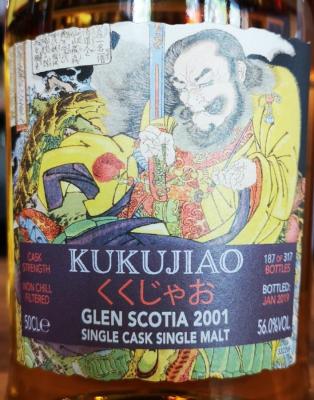 KUKUJIAO
くくじゃお
GLEN SCOTIA 2001
SINGLE CASK SINGLE MALT
CASK
STRENGTH
NON CHILL
FILTERED
50CLe
187 OF 317
BOTTLES
BOTTLED:
JAN 2019
56.0%VOL